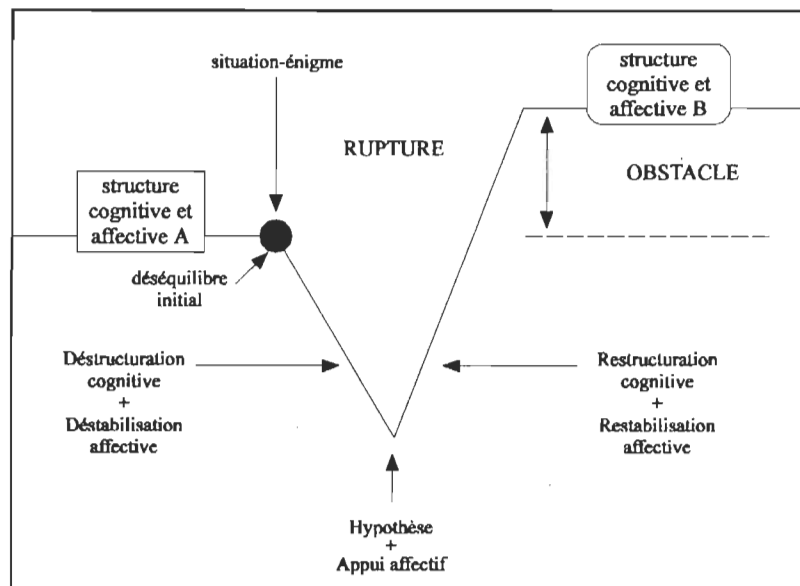 situation-énigme
structure
cognitive et
affective B
RUPTURE
OBSTACLE
structure
cognitive et
affective A
déséquilibre
initial
Déstructuration
cognitive
+
Déstabilisation
affective
Restructuration
cognitive
+
Restabilisation
affective
Hypothèse
+
Appui affectif